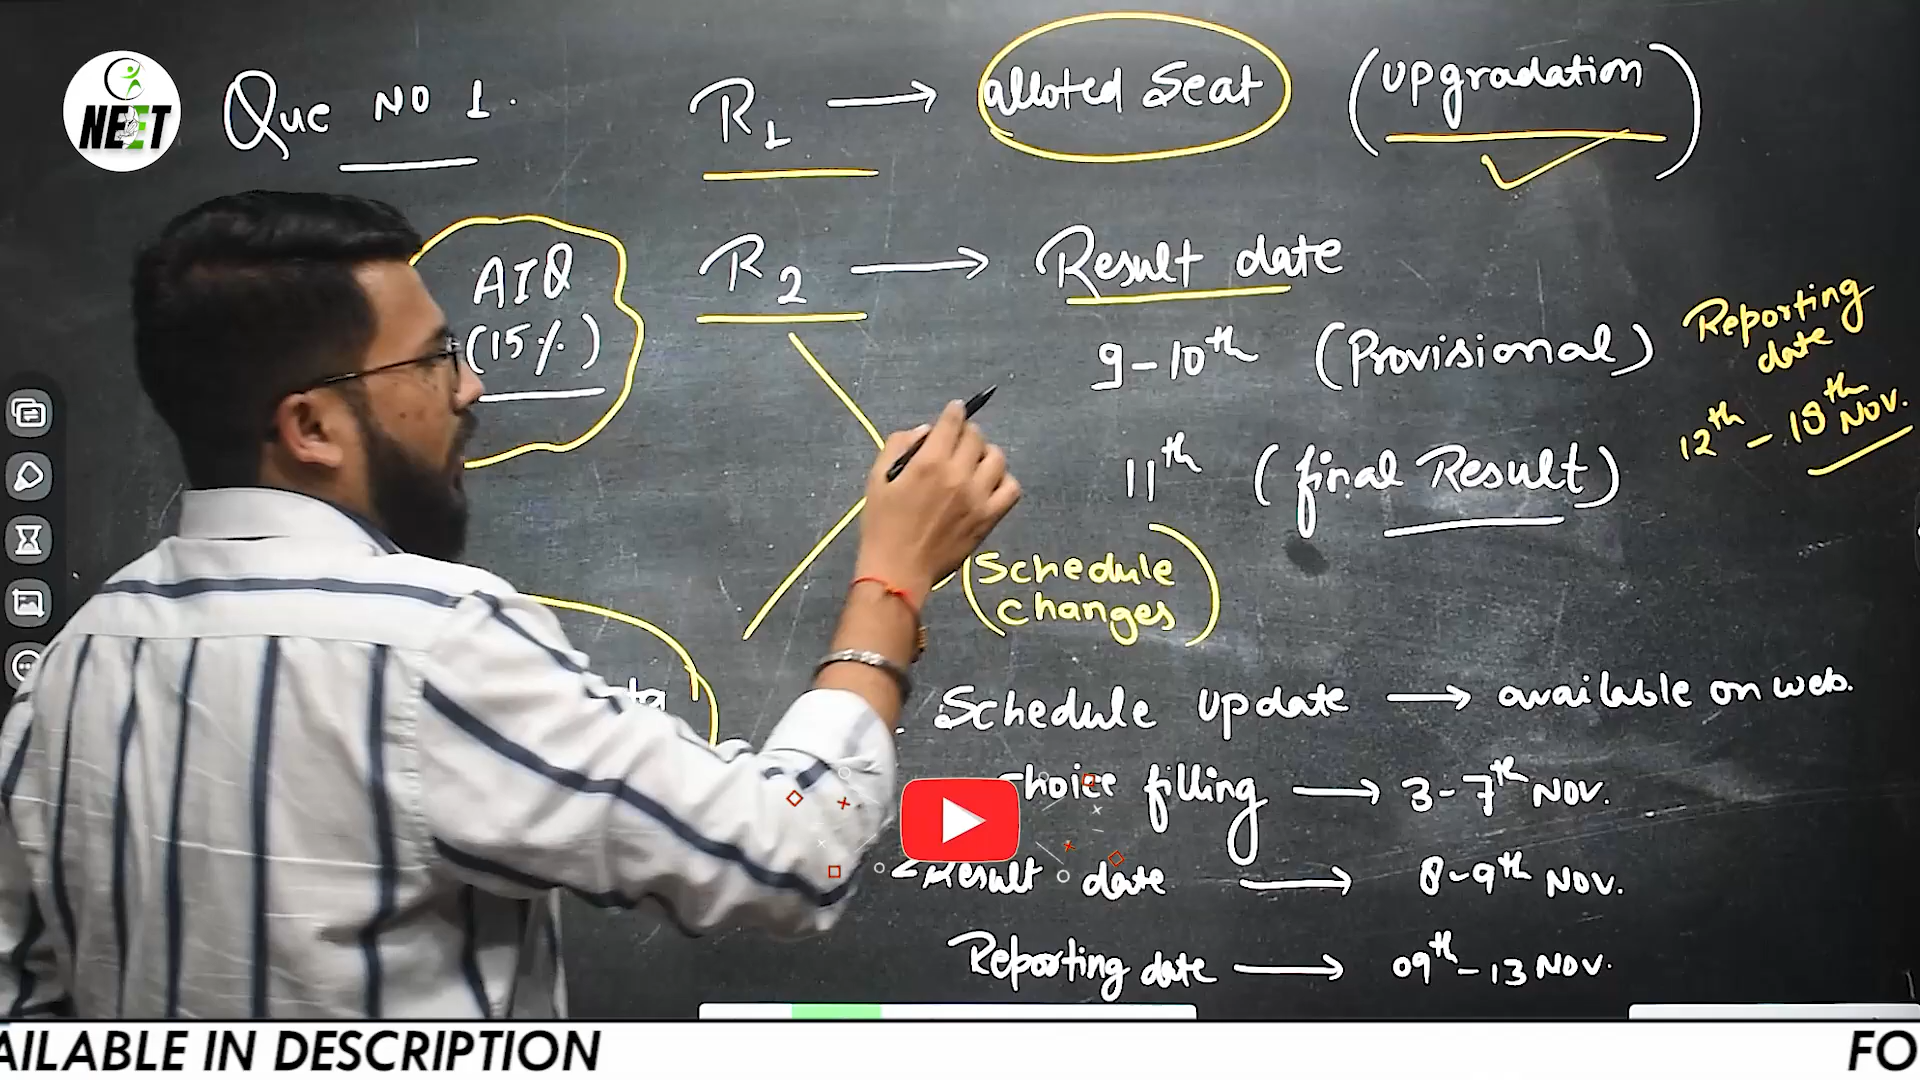 NEET
Que NO 1.
R1 → alloted Seat (upgradation)
AIQ
(15%)
R2 → Result date
9-10th (Provisional)
Reporting
date
12th - 18th Nov.
11th (final Result)
(Schedule
changes)
Schedule update → available on web.
choice filling → 3-7th Nov.
Result date → 8-9th Nov.
Reporting date → 09th - 13 Nov.
AILABLE IN DESCRIPTION
FO